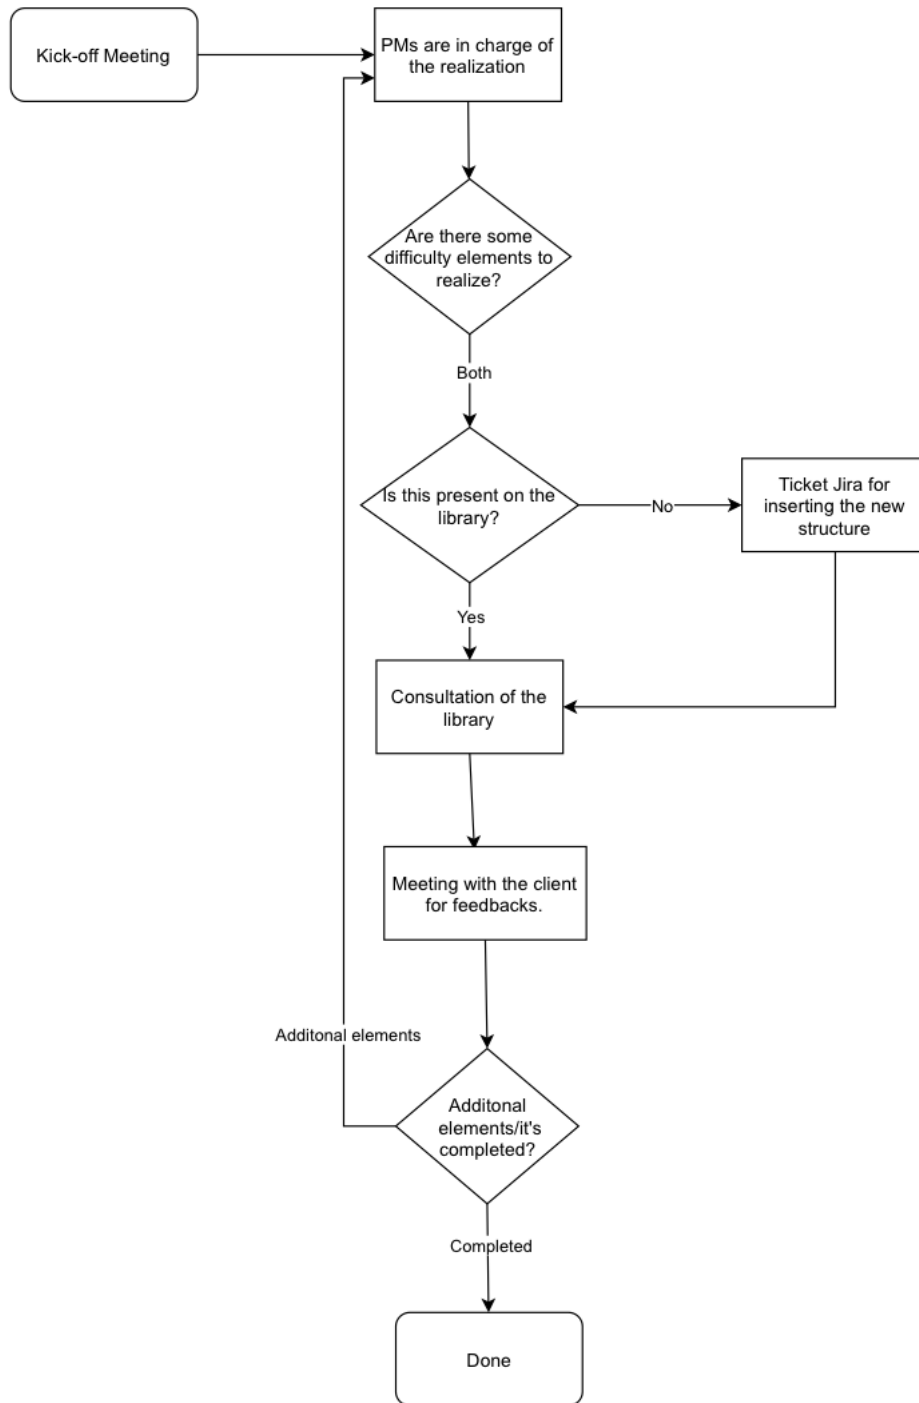 Kick-off Meeting
PMs are in charge of
the realization
Are there some
difficulty elements to
realize?
Both
Is this present on the
library?
No
Ticket Jira for
inserting the new
structure
Yes
Consultation of the
library
Meeting with the client
for feedbacks.
Additonal elements
Additonal
elements/it's
completed?
Completed
Done